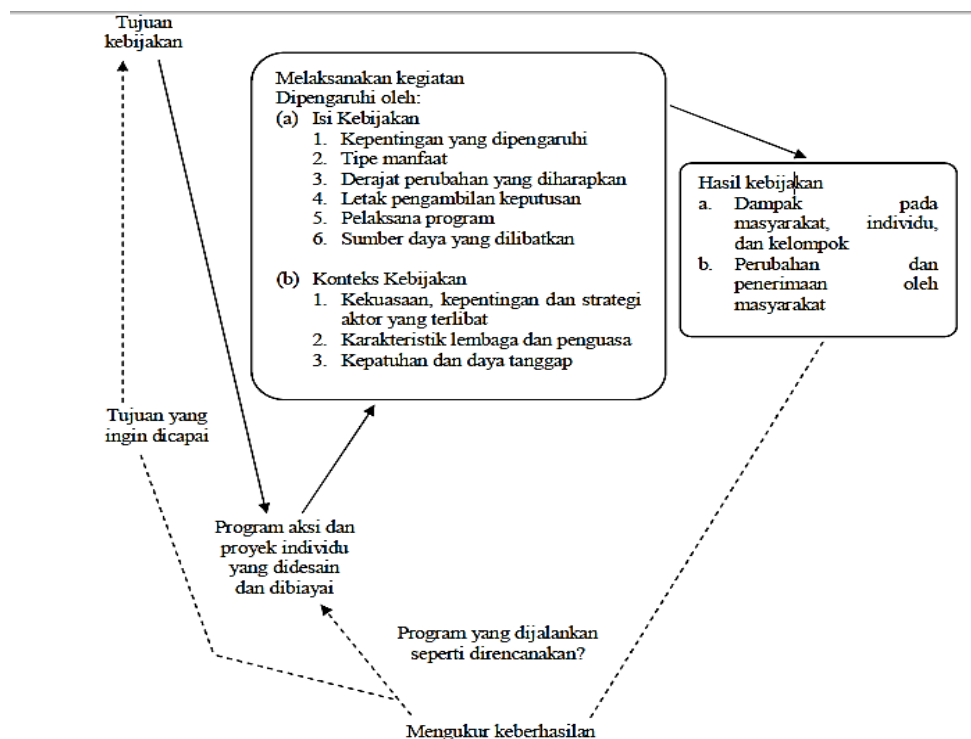 Tujuan
kebijakan
Melaksanakan kegiatan
Dipengaruhi oleh:
(a) Isi Kebijakan
1. Kepentingan yang dipengaruhi
2. Tipe manfaat
3. Derajat perubahan yang diharapkan
4. Letak pengambilan keputusan
5. Pelaksana program
6. Sumber daya yang dilibatkan
(b) Konteks Kebijakan
1. Kekuasaan, kepentingan dan strategi
aktor yang terlibat
2. Karakteristik lembaga dan penguasa
3. Kepatuhan dan daya tanggap
Hasil kebijakan
a. Dampak pada
masyarakat, individu,
dan kelompok
b. Perubahan dan
penerimaan oleh
masyarakat
Tujuan yang
ingin dicapai
Program aksi dan
proyek individu
yang didesain
dan dibiayai
Program yang dijalankan
seperti direncanakan?
Mengukur keberhasilan